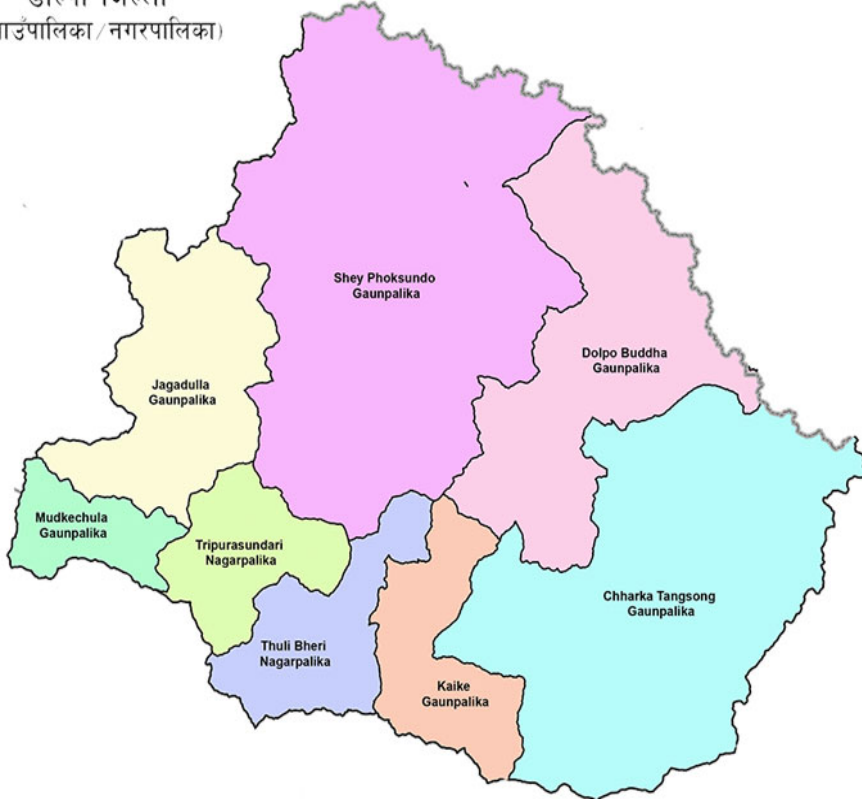 नगरपालिका)
Shey Phoksundo
Gaunpalika
Dolpo Buddha
Gaunpalika
Jagadulla
Gaunpalika
Mudkechula
Gaunpalika
Tripurasundari
Nagarpalika
Chharka Tangsong
Gaunpalika
Thuli Bheri
Nagarpalika
Kaike
Gaunpalika